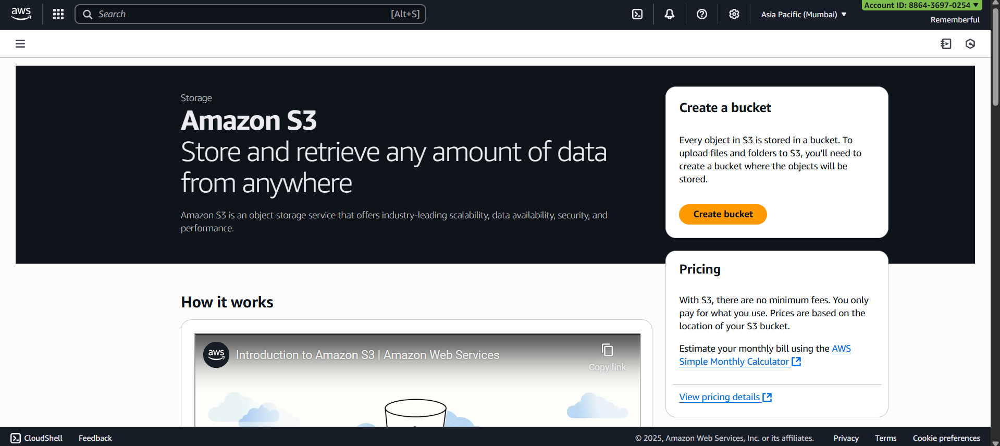 aws
Search
[Alt+S]
Asia Pacific (Mumbai)
Account ID: 8864-3697-0254
Rememberful
Storage
Amazon S3
Store and retrieve any amount of data
from anywhere
Amazon S3 is an object storage service that offers industry-leading scalability, data availability, security, and
performance.
Create a bucket
Every object in S3 is stored in a bucket. To
upload files and folders to S3, you'll need to
create a bucket where the objects will be
stored.
Create bucket
Pricing
With S3, there are no minimum fees. You only
pay for what you use. Prices are based on the
location of your S3 bucket.
Estimate your monthly bill using the AWS
Simple Monthly Calculator
View pricing details
How it works
aws
Introduction to Amazon S3 | Amazon Web Services
Copy link
CloudShell
Feedback
© 2025, Amazon Web Services, Inc. or its affiliates.
Privacy
Terms
Cookie preferences